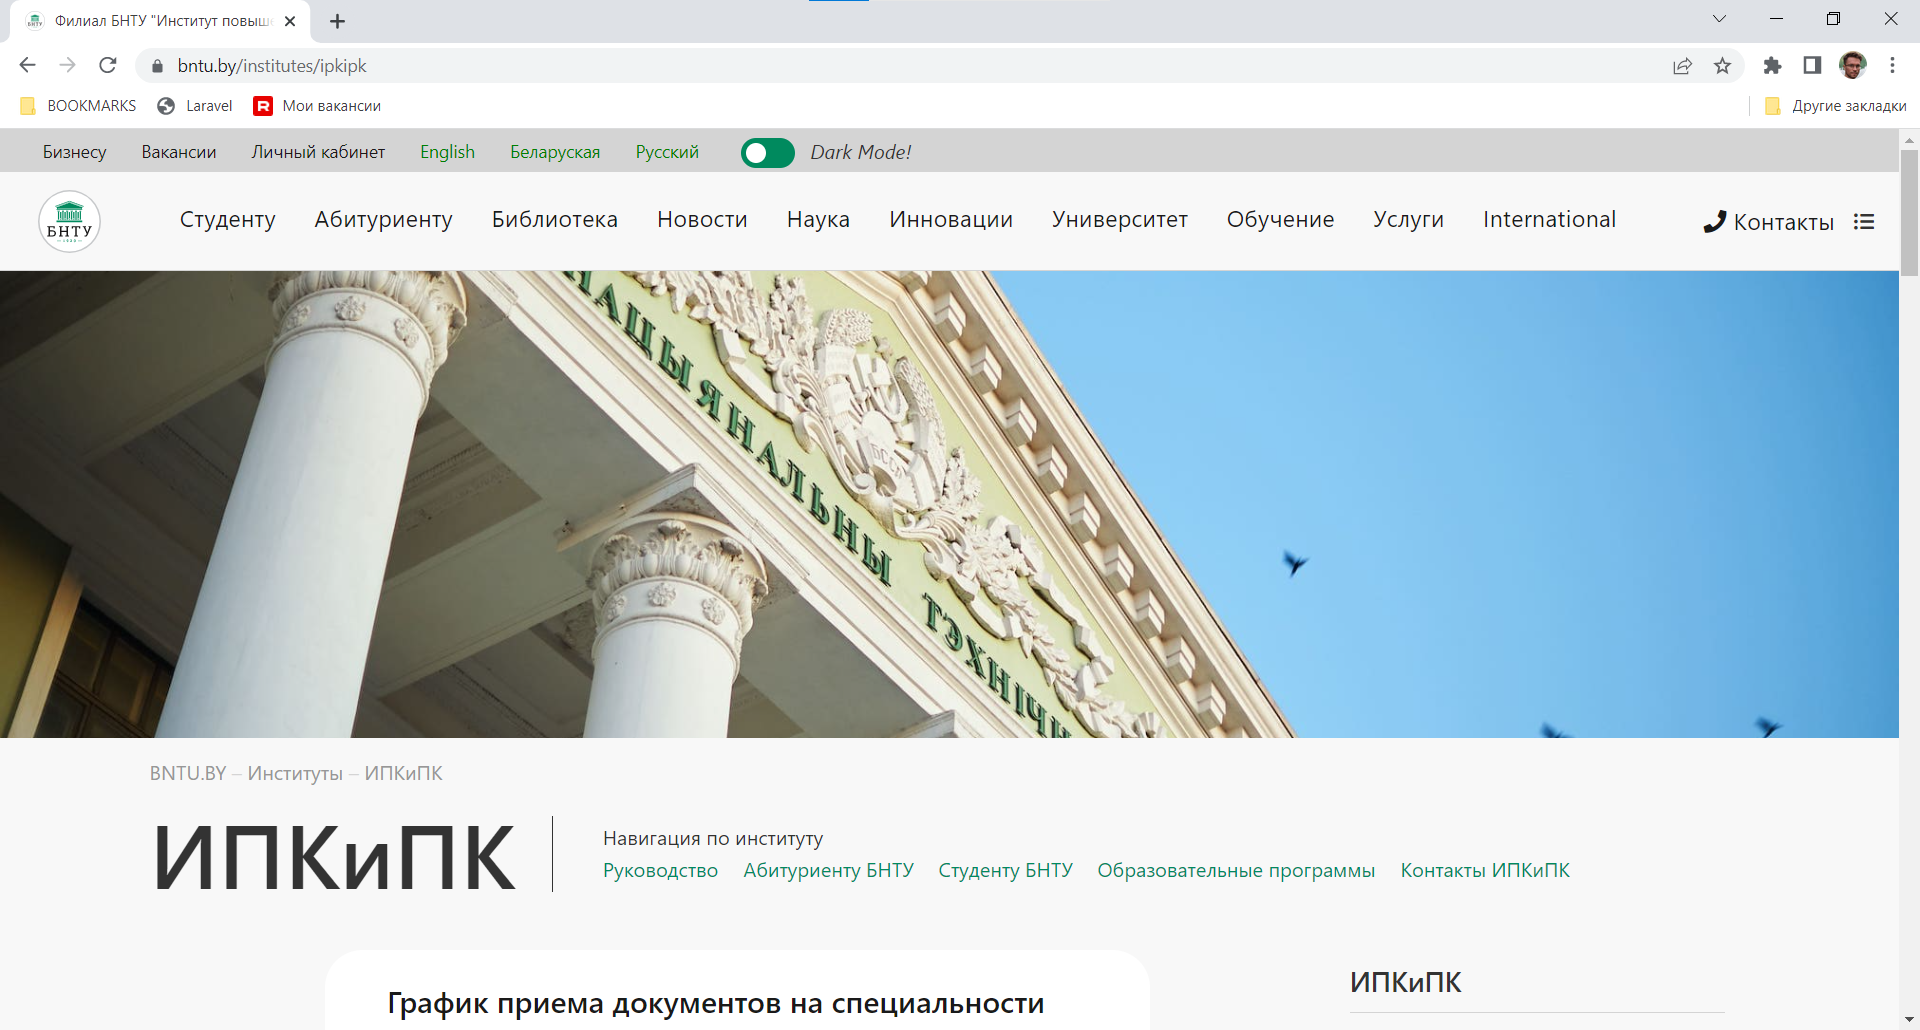 Филиал БНТУ "Институт повыш
bntu.by/institutes/ipkipk
BOOKMARKS Laravel Мои вакансии Другие закладки
Бизнесу Вакансии Личный кабинет English Беларуская Русский Dark Mode!
БНТУ
Студенту Абитуриенту Библиотека Новости Наука Инновации Университет Обучение Услуги International Контакты
НАЦЫЯНАЛЬНЫ ТЭХНІЧН
BNTU.BY – Институты – ИПКиПК
ИПКиПК
Навигация по институту
Руководство Абитуриенту БНТУ Студенту БНТУ Образовательные программы Контакты ИПКиПК
График приема документов на специальности
ИПКиПК